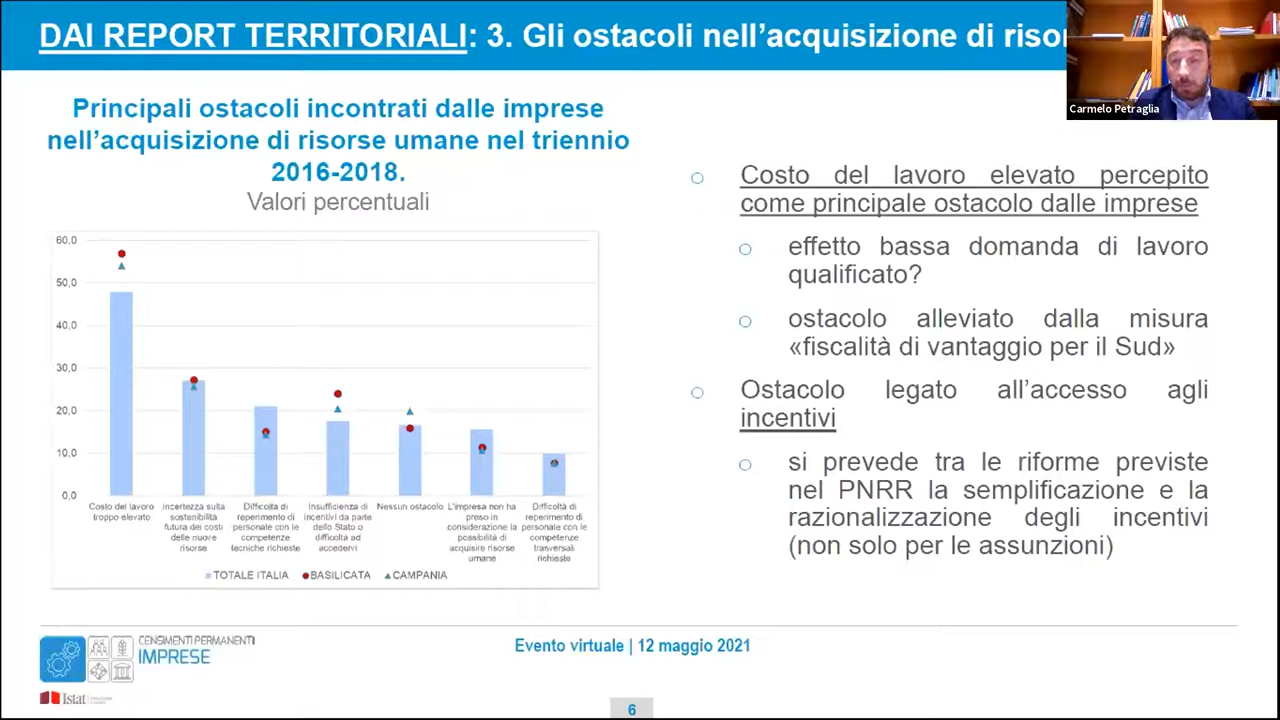 DAI REPORT TERRITORIALI: 3. Gli ostacoli nell'acquisizione di
Carmelo Petraglia
Principali ostacoli incontrati dalle imprese
nell'acquisizione di risorse umane nel triennio
2016-2018.
Valori percentuali
60,0
50,0
40,0
30,0
20,0
10,0
0,0
Costo del lavoro
troppo elevato
Incertezza sulla
sostenibilità
futura dei costi
delle nuove
risorse
Difficoltà di
reperimento di
personale con le
competenze
tecniche richieste
Insufficienza di
incentivi da parte
dello Stato o
difficoltà ad
accedervi
Nessun ostacolo
L'impresa non ha
preso in
considerazione la
possibilità di
acquisire risorse
umane
Difficoltà di
reperimento di
personale con le
competenze
trasversali
richieste
TOTALE ITALIA
BASILICATA
CAMPANIA
Costo del lavoro elevato percepito
come principale ostacolo dalle imprese
effetto bassa domanda di lavoro
qualificato?
ostacolo alleviato dalla misura
«fiscalità di vantaggio per il Sud»
Ostacolo legato all'accesso agli
incentivi
si prevede tra le riforme previste
nel PNRR la semplificazione e la
razionalizzazione degli incentivi
(non solo per le assunzioni)
CENSIMENTI PERMANENTI
IMPRESE
Istat
Evento virtuale | 12 maggio 2021
6